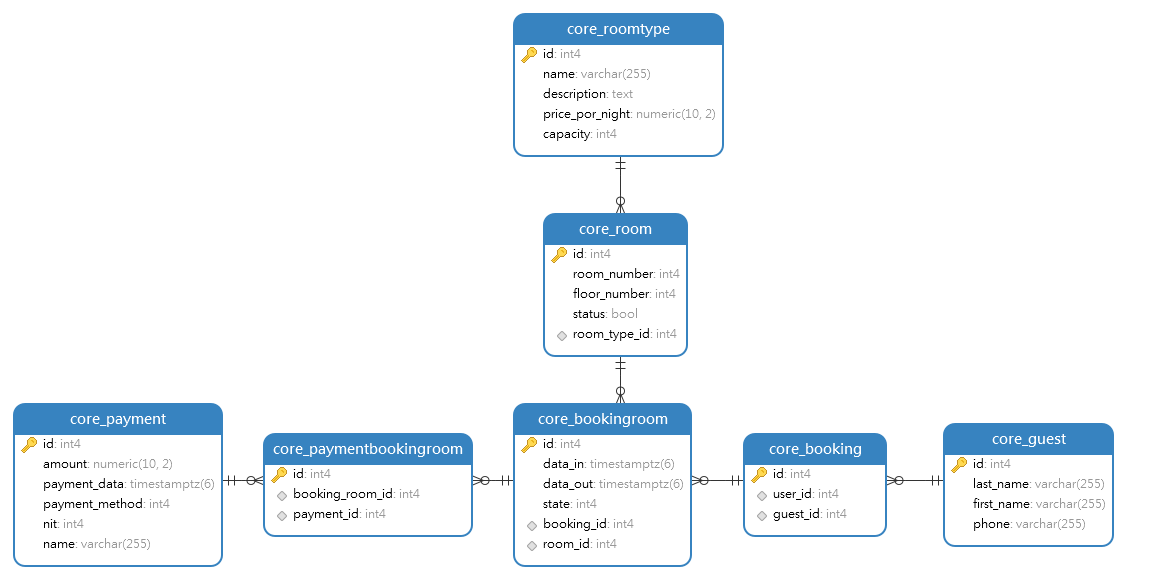 core_roomtype
id: int4
name: varchar(255)
description: text
price_por_night: numeric(10, 2)
capacity: int4
core_room
id: int4
room_number: int4
floor_number: int4
status: bool
room_type_id: int4
core_payment
id: int4
amount: numeric(10, 2)
payment_data: timestamptz(6)
payment_method: int4
nit: int4
name: varchar(255)
core_paymentbookingroom
id: int4
booking_room_id: int4
payment_id: int4
core_bookingroom
id: int4
data_in: timestamptz(6)
data_out: timestamptz(6)
state: int4
booking_id: int4
room_id: int4
core_booking
id: int4
user_id: int4
guest_id: int4
core_guest
id: int4
last_name: varchar(255)
first_name: varchar(255)
phone: varchar(255)